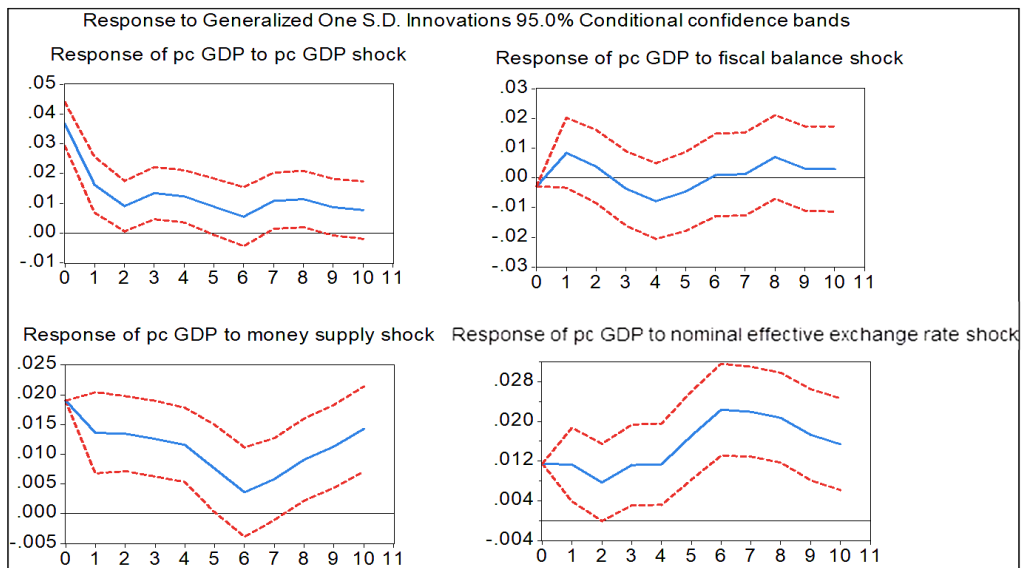 Response to Generalized One S.D. Innovations 95.0% Conditional confidence bands
Response of pc GDP to pc GDP shock
.05
.04
.03
.02
.01
.00
-.01
0 1 2 3 4 5 6 7 8 9 10 11
Response of pc GDP to fiscal balance shock
.03
.02
.01
.00
-.01
-.02
-.03
0 1 2 3 4 5 6 7 8 9 10 11
Response of pc GDP to money supply shock
.025
.020
.015
.010
.005
.000
-.005
0 1 2 3 4 5 6 7 8 9 10 11
Response of pc GDP to nominal effective exchange rate shock
.028
.020
.012
.004
-.004
0 1 2 3 4 5 6 7 8 9 10 11